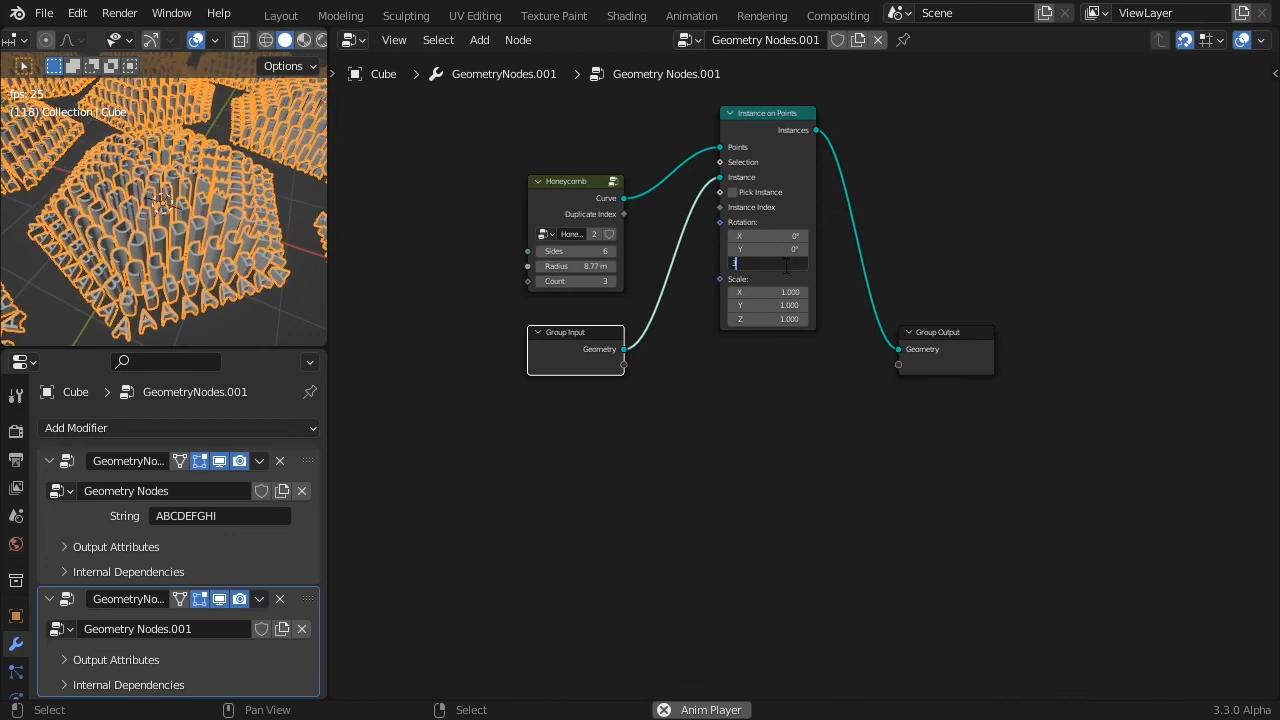 File Edit Render Window Help Layout Modeling Sculpting UV Editing Texture Paint Shading Animation Rendering Compositing Scene ViewLayer
View Select Add Node Geometry Nodes.001
Options
Cube GeometryNodes.001 Geometry Nodes.001
fps: 25
(118) Collection | Cube
Instance on Points
Instances
Points
Selection
Instance
Pick Instance
Instance Index
Rotation:
X 0°
Y 0°
Scale:
X 1.000
Y 1.000
Z 1.000
Honeycomb
Curve
Duplicate Index
Hone... 2
Sides 6
Radius 8.77 m
Count 3
Group Input
Geometry
Group Output
Geometry
Cube GeometryNodes.001
Add Modifier
GeometryNo...
Geometry Nodes
String ABCDEFGHI
Output Attributes
Internal Dependencies
GeometryNo...
Geometry Nodes.001
Output Attributes
Internal Dependencies
Select Pan View Select Anim Player 3.3.0 Alpha